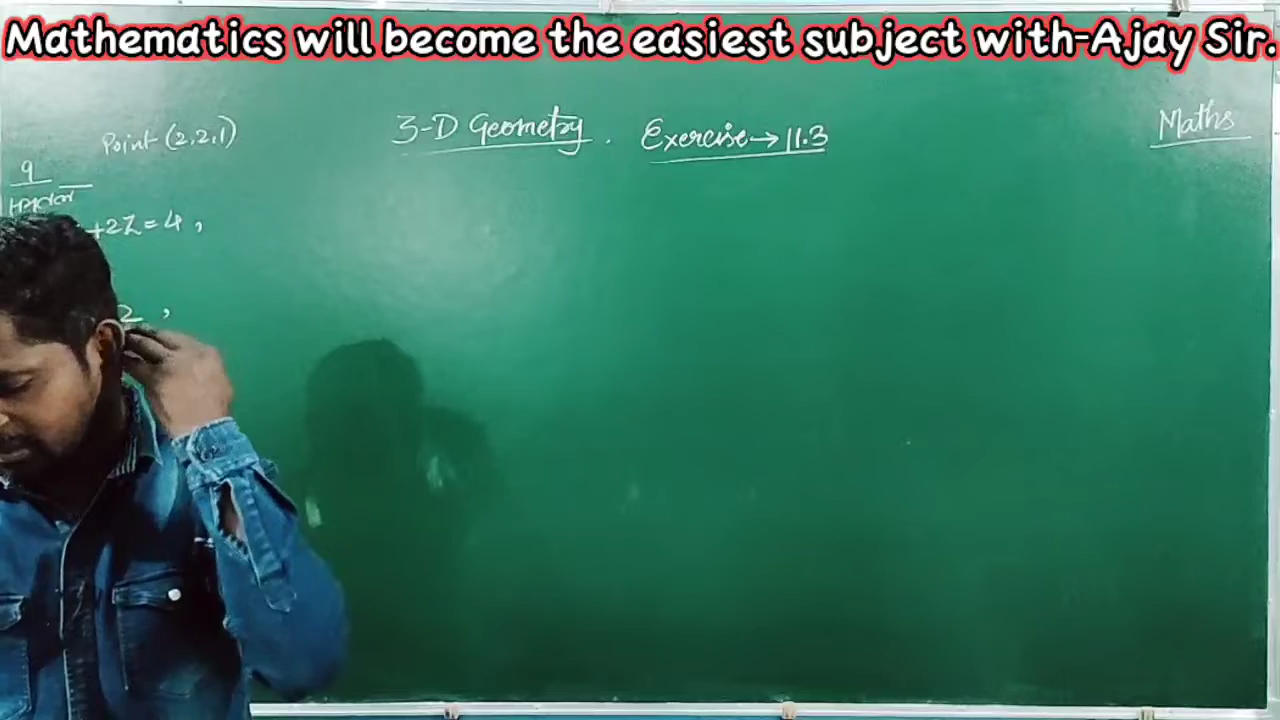 Mathematics will become the easiest subject with-Ajay Sir.
Point (2,2,1)
3-D Geometry. Exercise→11.3
Maths
9
+2Z=4,
2,